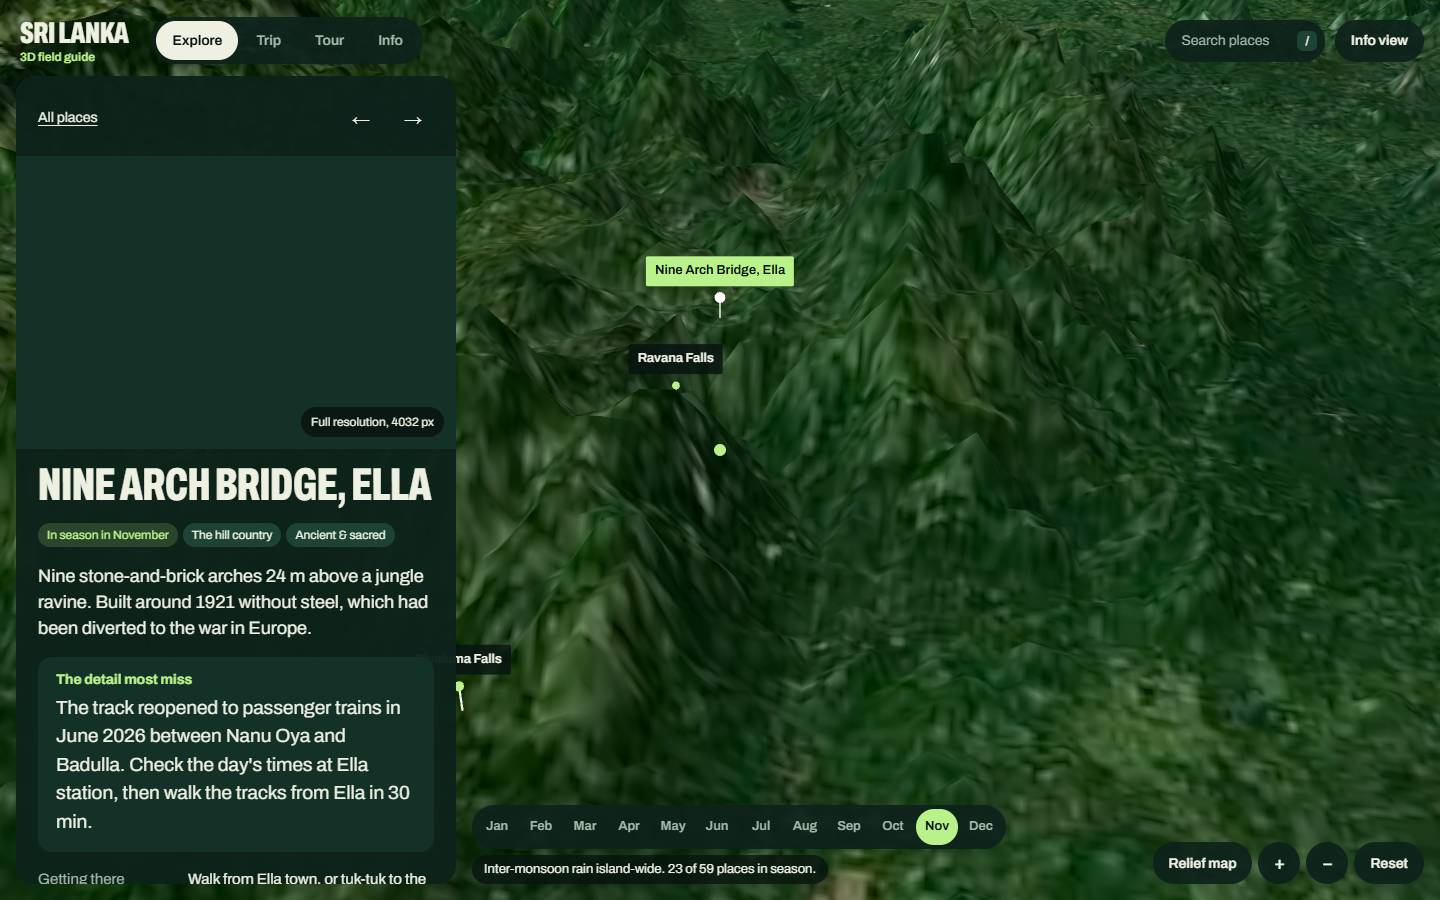 SRI LANKA
3D field guide
Explore
Trip
Tour
Info
Search places
/
Info view
All places
← →
Full resolution, 4032 px
NINE ARCH BRIDGE, ELLA
In season in November
The hill country
Ancient & sacred
Nine stone-and-brick arches 24 m above a jungle
ravine. Built around 1921 without steel, which had
been diverted to the war in Europe.
The detail most miss
The track reopened to passenger trains in
June 2026 between Nanu Oya and
Badulla. Check the day's times at Ella
station, then walk the tracks from Ella in 30
min.
Getting there
Walk from Ella town, or tuk-tuk to the
Nine Arch Bridge, Ella
Ravana Falls
Falls
Jan
Feb
Mar
Apr
May
Jun
Jul
Aug
Sep
Oct
Nov
Dec
Inter-monsoon rain island-wide. 23 of 59 places in season.
Relief map
+
−
Reset